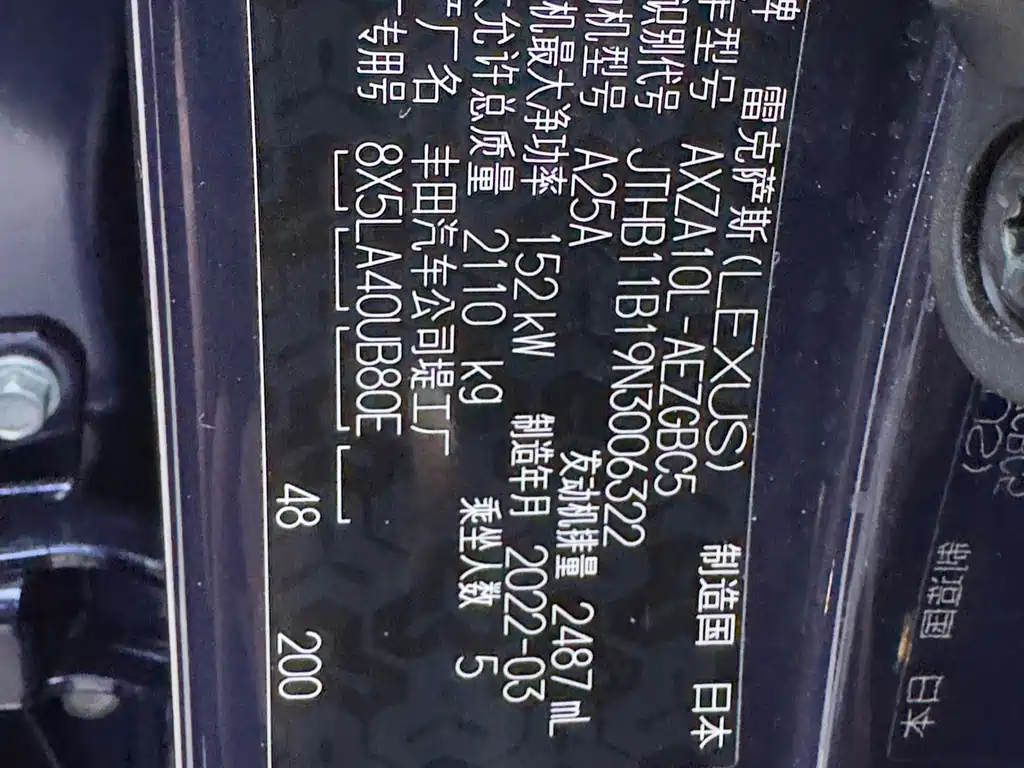 牌 雷克萨斯(LEXUS) 制造国 日本
车型号 AXZA10L-AEZGBC5
识别代号 JTHB11B19N3006322
动机型号 A25A 发动机排量 2487 mL
机最大净功率 152 kW 制造年月 2022-03
大允许总质量 2110 kg 乘坐人数 5
产厂名 丰田汽车公司堤工厂
厂专用号 8X5LA40UB80E
48 200
制造国 日本